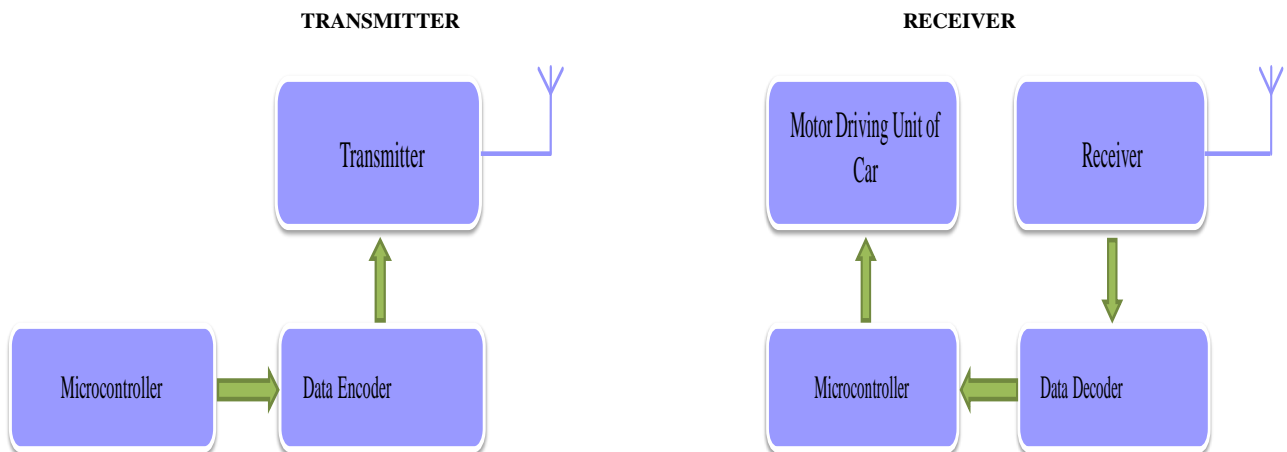 TRANSMITTER
Transmitter
Microcontroller
Data Encoder
RECEIVER
Motor Driving Unit of
Car
Receiver
Microcontroller
Data Decoder